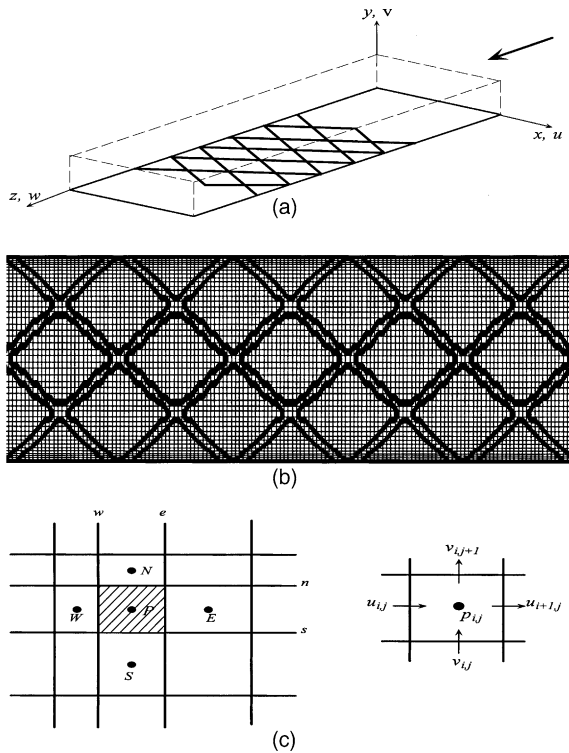 y, v
x, u
z, w
(a)
(b)
w e
N
n
W p E
s
S
v_{i,j+1}
u_{i,j} p_{i,j} u_{i+1,j}
v_{i,j}
(c)